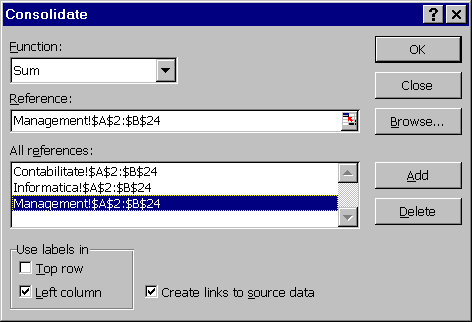 Consolidate
Function:
Sum
Reference:
Management!$A$2:$B$24
All references:
Contabilitate!$A$2:$B$24
Informatica!$A$2:$B$24
Management!$A$2:$B$24
Use labels in
Top row
Left column
Create links to source data
OK
Close
Browse...
Add
Delete